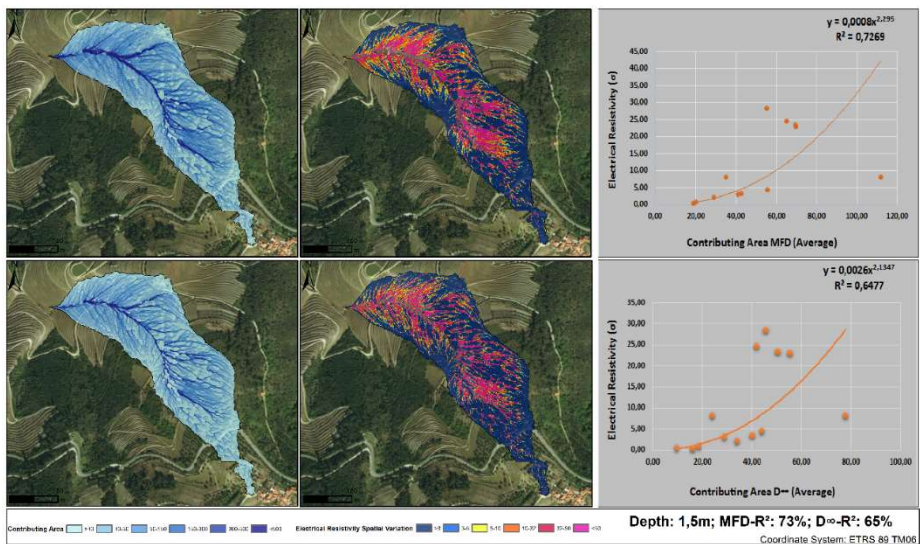 y = 0,0008x^2,295
R² = 0,7269
45,00
40,00
35,00
30,00
25,00
20,00
15,00
10,00
5,00
0,00
Electrical Resistivity (σ)
0,00 20,00 40,00 60,00 80,00 100,00 120,00
Contributing Area MFD (Average)
y = 0,0026x^2,1347
R² = 0,6477
35,00
30,00
25,00
20,00
15,00
10,00
5,00
0,00
Electrical Resistivity (σ)
0,00 20,00 40,00 60,00 80,00
Contributing Area D∞ (Average)
Contributing Area
Electrical Resistivity Spatial Variation
Depth: 1,5m; MFD-R²: 73%; D∞-R²: 65%
Coordinate System: ETRS 89 TM06